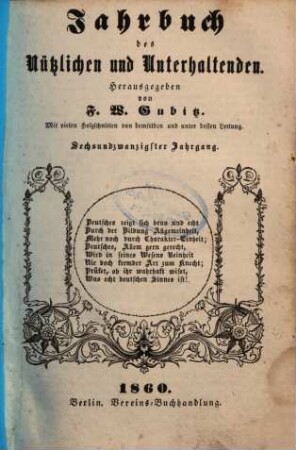 Jahrbuch
des
Nützlichen und Unterhaltenden.
Herausgegeben
von
F. W. Gubitz.
Mit vielen Holzschnitten von demselben und unter dessen Leitung.
Sechsundzwanzigster Jahrgang.
Deutsches zeigt sich denn und echt
Durch der Bildung Allgemeinheit,
Mehr noch durch Charakter-Einheit;
Deutsches, Allem gern gerecht,
Wird in seines Wesens Reinheit
Nie doch fremder Art zum Knecht;
Prüfet, ob ihr wahrhaft wisset,
Was echt deutschen Sinnes ist!
1860.
Berlin. Vereins-Buchhandlung.